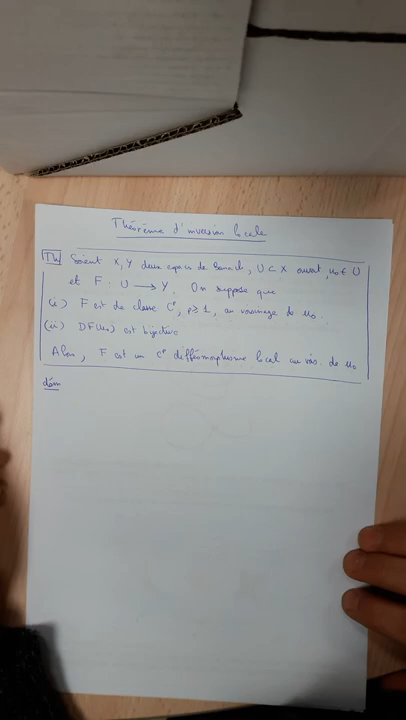 Théorème d'inversion locale
Th Soient X, Y deux espaces de Banach, U ⊂ X ouvert, u₀ ∈ U
et F : U → Y. On suppose que
(i) F est de classe Cᵖ, p ≥ 1, au voisinage de u₀.
(ii) DF(u₀) est bijective
Alors, F est un Cᵖ difféomorphisme local au vois. de u₀
dém